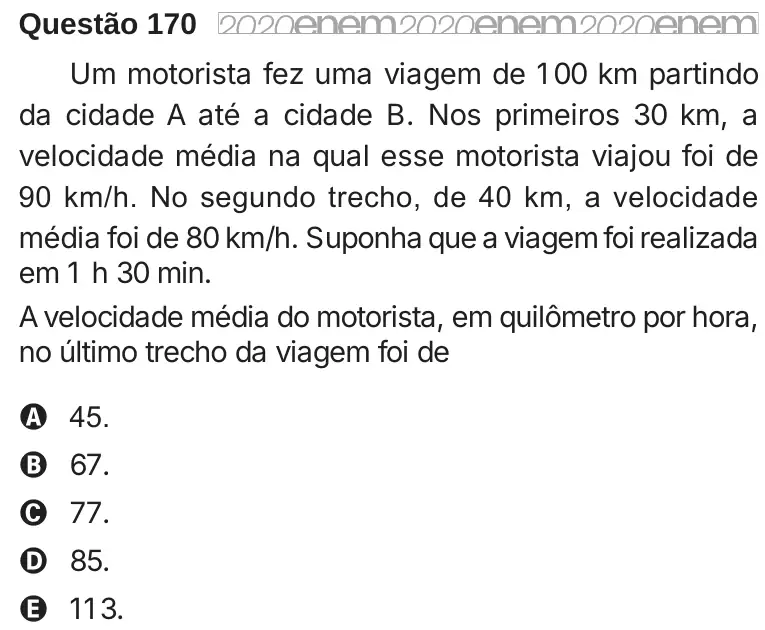 Questão 170 2020enem2020enem2020enem
Um motorista fez uma viagem de 100 km partindo
da cidade A até a cidade B. Nos primeiros 30 km, a
velocidade média na qual esse motorista viajou foi de
90 km/h. No segundo trecho, de 40 km, a velocidade
média foi de 80 km/h. Suponha que a viagem foi realizada
em 1 h 30 min.
A velocidade média do motorista, em quilômetro por hora,
no último trecho da viagem foi de
A 45.
B 67.
C 77.
D 85.
E 113.